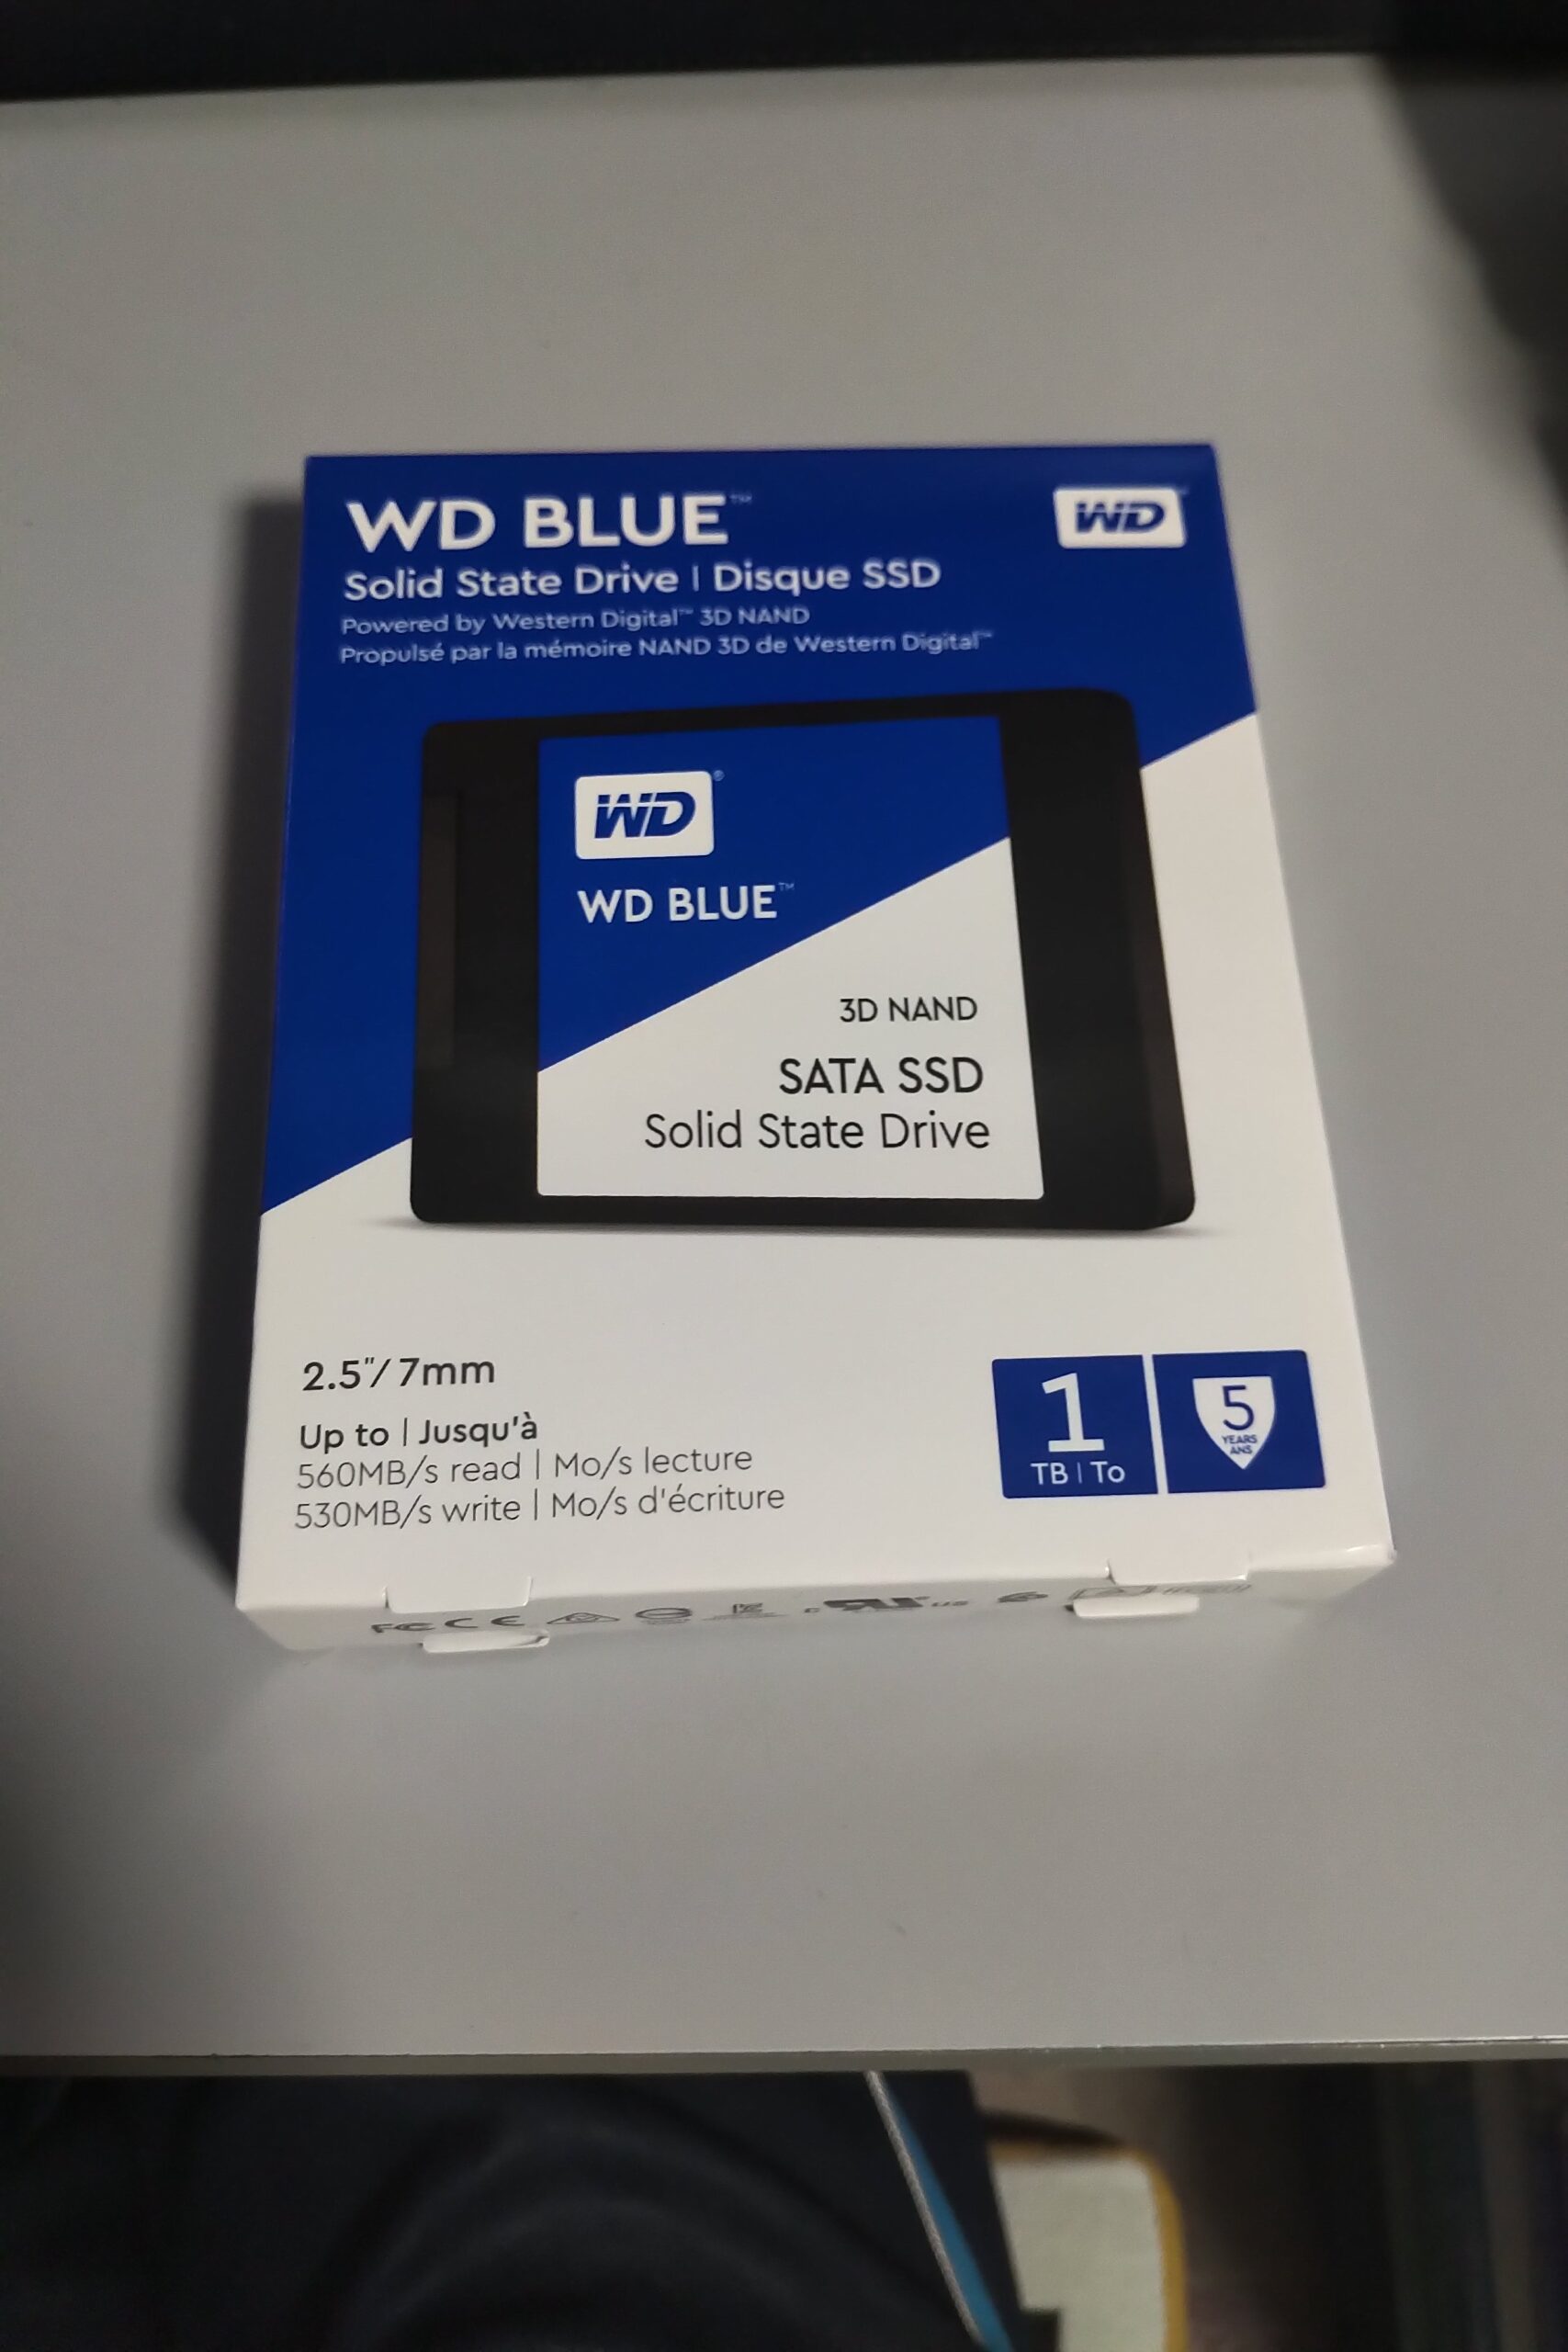 WD BLUE™
WD
Solid State Drive | Disque SSD
Powered by Western Digital™ 3D NAND
Propulsé par la mémoire NAND 3D de Western Digital™
WD®
WD BLUE™
3D NAND
SATA SSD
Solid State Drive
2.5"/7mm
Up to | Jusqu'à
560MB/s read | Mo/s lecture
530MB/s write | Mo/s d'écriture
1
TB | To
5
YEARS
ANS
FC CE